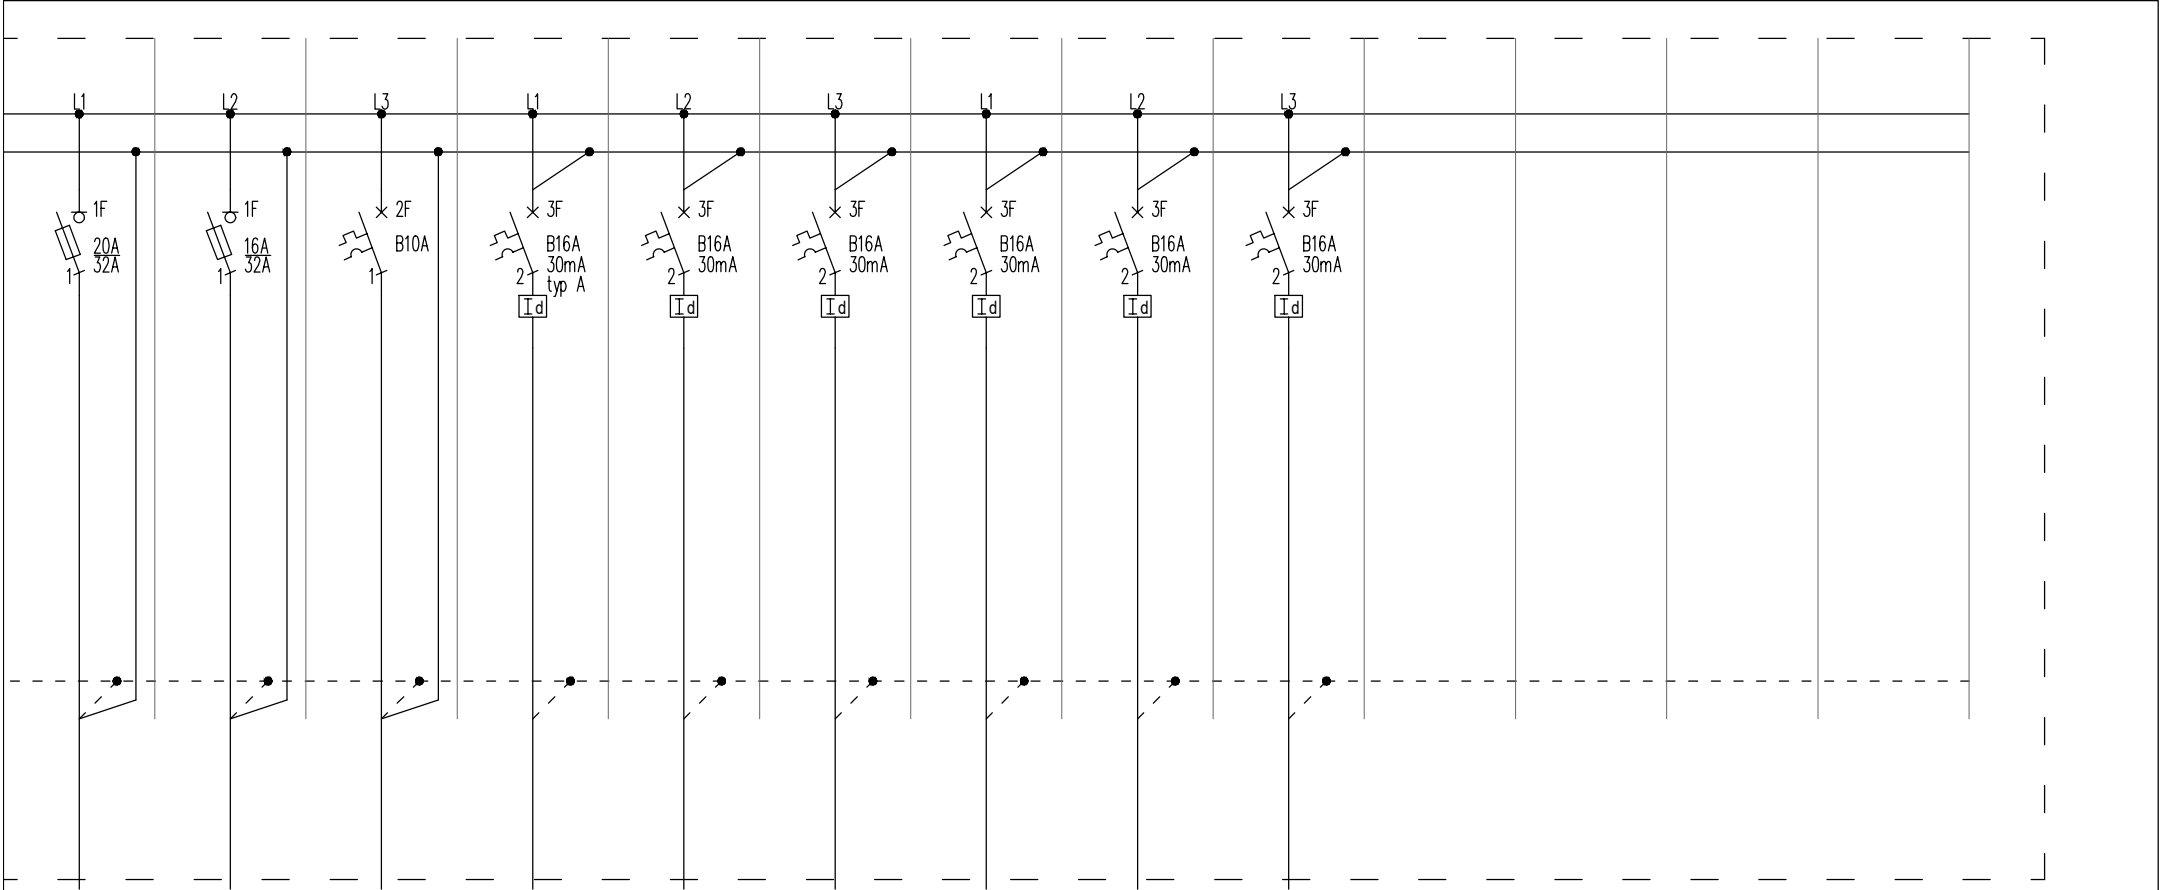 L1
L2
L3
L1
L2
L3
L1
L2
L3
1F
20A
32A
1
1F
16A
32A
1
2F
B10A
1
3F
B16A
30mA
typ A
2
Id
3F
B16A
30mA
2
Id
3F
B16A
30mA
2
Id
3F
B16A
30mA
2
Id
3F
B16A
30mA
2
Id
3F
B16A
30mA
2
Id